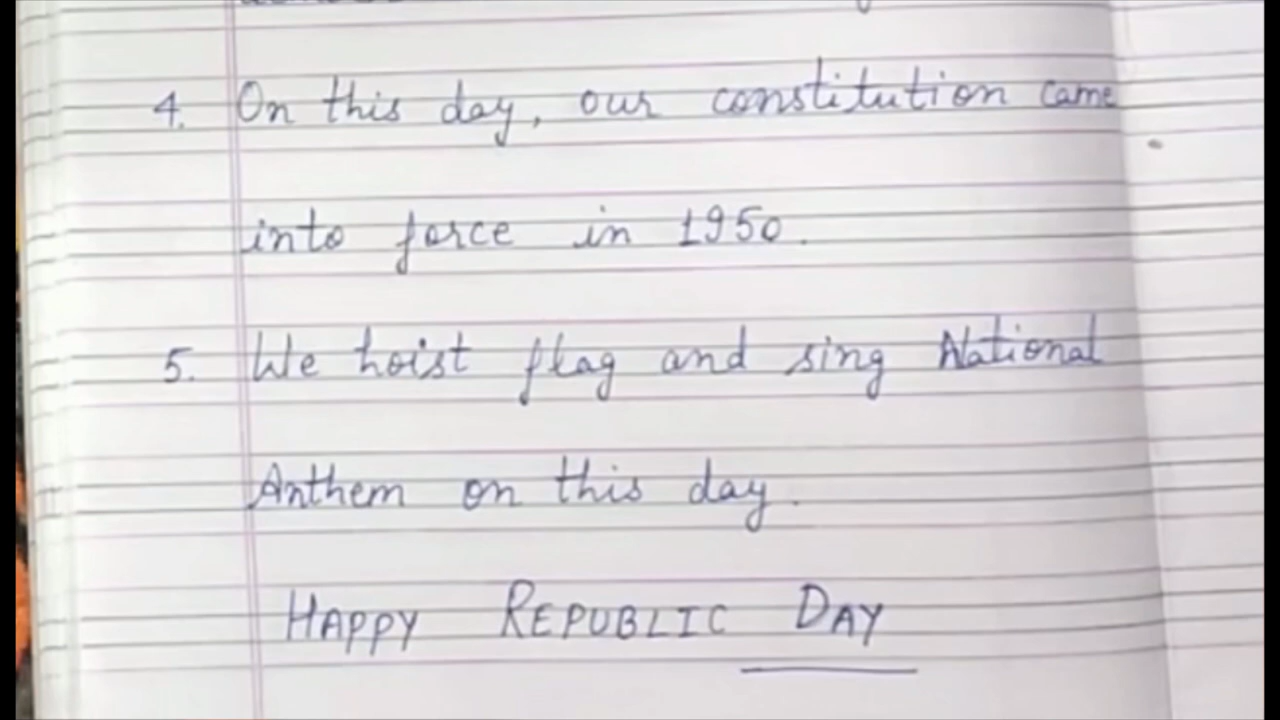 4. On this day, our constitution came
into force in 1950.
5. We hoist flag and sing National
Anthem on this day.
HAPPY REPUBLIC DAY